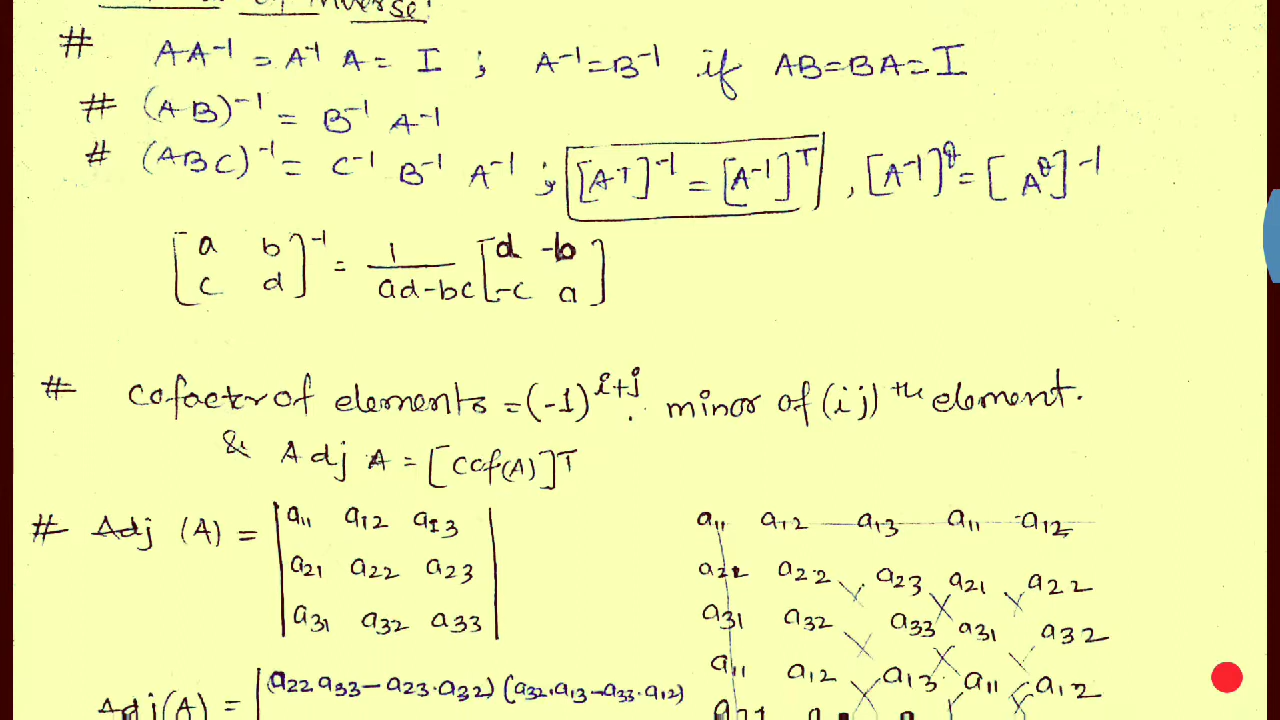 of inverse:
# AA⁻¹ = A⁻¹ A = I ; A⁻¹ = B⁻¹ if AB = BA = I
# (A·B)⁻¹ = B⁻¹ A⁻¹
# (ABC)⁻¹ = C⁻¹ B⁻¹ A⁻¹ ; [Aᵀ]⁻¹ = [A⁻¹]ᵀ , [A⁻¹]^θ = [A^θ]⁻¹
[a b]⁻¹ = 1 [d -b]
[c d] ad-bc [-c a]
# Cofactor of elements = (-1)^i+j . minor of (ij)th element.
& Adj A = [Cof(A)]ᵀ
# Adj (A) = | a11 a12 a13 |
| a21 a22 a23 |
| a31 a32 a33 |
Adj(A) = [(a22 a33 - a23·a32) (a32·a13 - a33·a12)
a11 a12 a13 a11 a12
a22 a23 a21 a22
a31 a32 a33 a31 a32
a11 a12 a13 a11 a12